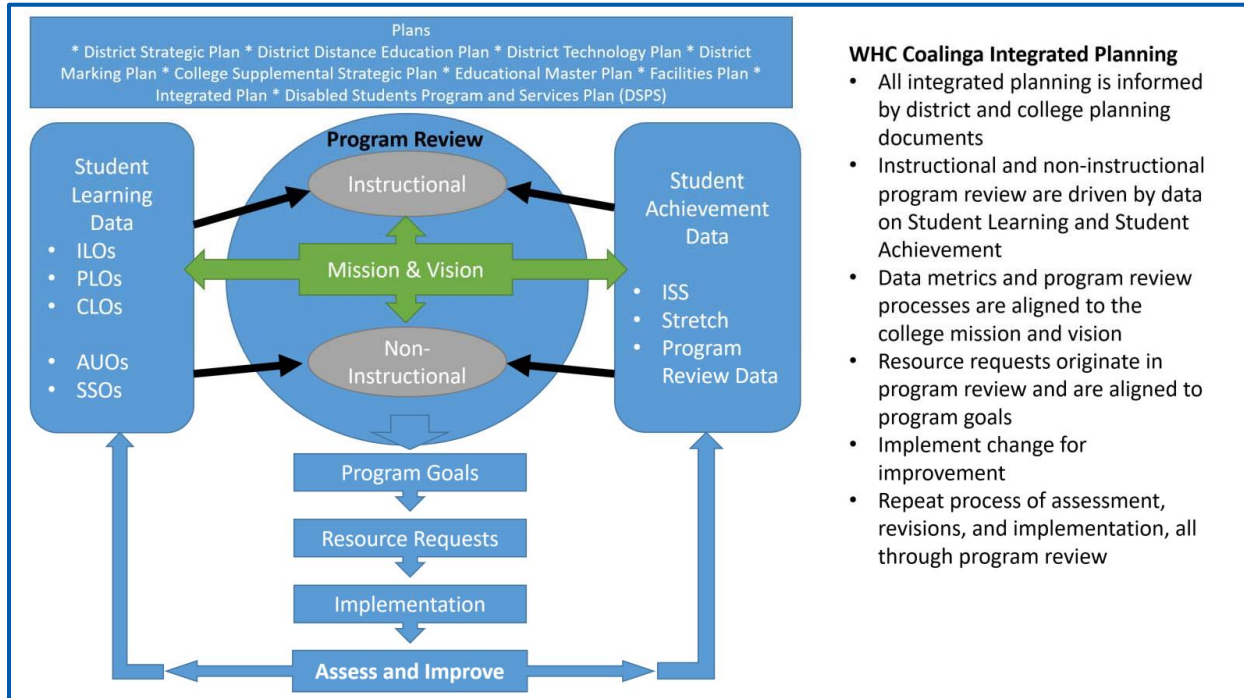 Plans
* District Strategic Plan * District Distance Education Plan * District Technology Plan * District
Marking Plan * College Supplemental Strategic Plan * Educational Master Plan * Facilities Plan *
Integrated Plan * Disabled Students Program and Services Plan (DSPS)
Student
Learning
Data
• ILOs
• PLOs
• CLOs
• AUOs
• SSOs
Program Review
Instructional
Mission & Vision
Non-
Instructional
Student
Achievement
Data
• ISS
• Stretch
• Program
Review Data
Program Goals
Resource Requests
Implementation
Assess and Improve
WHC Coalinga Integrated Planning
• All integrated planning is informed
by district and college planning
documents
• Instructional and non-instructional
program review are driven by data
on Student Learning and Student
Achievement
• Data metrics and program review
processes are aligned to the
college mission and vision
• Resource requests originate in
program review and are aligned to
program goals
• Implement change for
improvement
• Repeat process of assessment,
revisions, and implementation, all
through program review